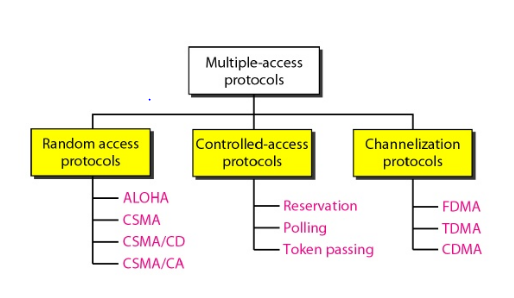 Multiple-access
protocols
Random access
protocols
ALOHA
CSMA
CSMA/CD
CSMA/CA
Controlled-access
protocols
Reservation
Polling
Token passing
Channelization
protocols
FDMA
TDMA
CDMA